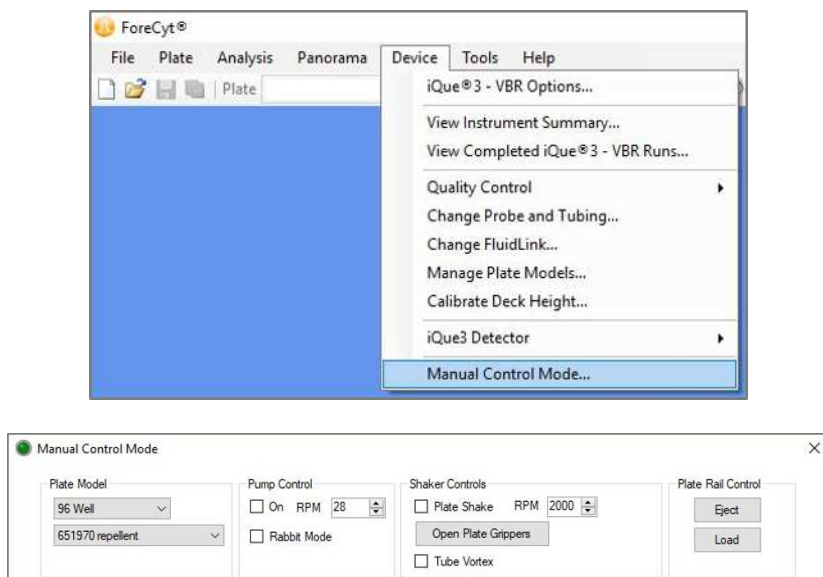 ForeCyt®
File Plate Analysis Panorama Device Tools Help
Plate
iQue®3 - VBR Options...
View Instrument Summary...
View Completed iQue®3 - VBR Runs...
Quality Control
Change Probe and Tubing...
Change FluidLink...
Manage Plate Models...
Calibrate Deck Height...
iQue3 Detector
Manual Control Mode...
Manual Control Mode
Plate Model Pump Control Shaker Controls Plate Rail Control
96 Well On RPM 28 Plate Shake RPM 2000 Eject
651970 repellent Rabbit Mode Open Plate Grippers Load
Tube Vortex